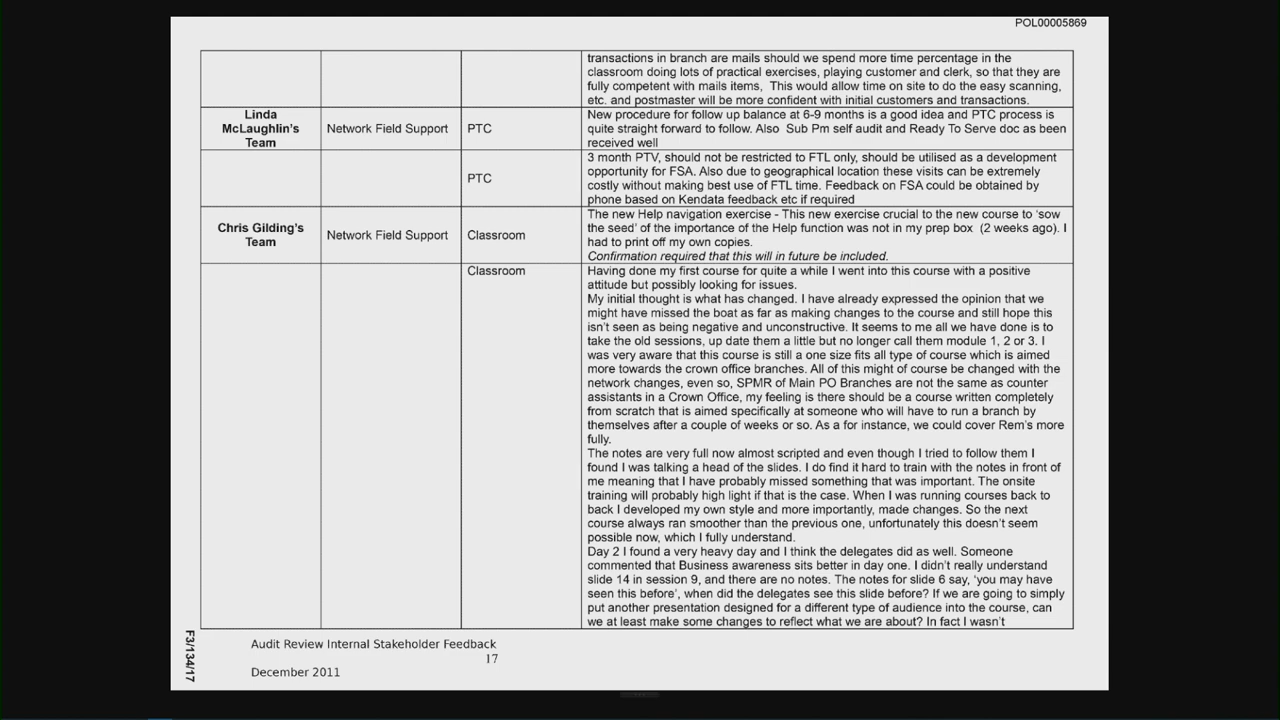 POL00005869
transactions in branch are mails should we spend more time percentage in the
classroom doing lots of practical exercises, playing customer and clerk, so that they are
fully competent with mails items,  This would allow time on site to do the easy scanning,
etc. and postmaster will be more confident with initial customers and transactions.
Linda
McLaughlin's
Team
Network Field Support
PTC
New procedure for follow up balance at 6-9 months is a good idea and PTC process is
quite straight forward to follow. Also  Sub Pm self audit and Ready To Serve doc as been
received well
PTC
3 month PTV, should not be restricted to FTL only, should be utilised as a development
opportunity for FSA. Also due to geographical location these visits can be extremely
costly without making best use of FTL time. Feedback on FSA could be obtained by
phone based on Kendata feedback etc if required
Chris Gilding's
Team
Network Field Support
Classroom
The new Help navigation exercise - This new exercise crucial to the new course to 'sow
the seed' of the importance of the Help function was not in my prep box  (2 weeks ago). I
had to print off my own copies.
Confirmation required that this will in future be included.
Classroom
Having done my first course for quite a while I went into this course with a positive
attitude but possibly looking for issues.
My initial thought is what has changed. I have already expressed the opinion that we
might have missed the boat as far as making changes to the course and still hope this
isn't seen as being negative and unconstructive. It seems to me all we have done is to
take the old sessions, up date them a little but no longer call them module 1, 2 or 3. I
was very aware that this course is still a one size fits all type of course which is aimed
more towards the crown office branches. All of this might of course be changed with the
network changes, even so, SPMR of Main PO Branches are not the same as counter
assistants in a Crown Office, my feeling is there should be a course written completely
from scratch that is aimed specifically at someone who will have to run a branch by
themselves after a couple of weeks or so. As a for instance, we could cover Rem's more
fully.
The notes are very full now almost scripted and even though I tried to follow them I
found I was talking a head of the slides. I do find it hard to train with the notes in front of
me meaning that I have probably missed something that was important. The onsite
training will probably high light if that is the case. When I was running courses back to
back I developed my own style and more importantly, made changes. So the next
course always ran smoother than the previous one, unfortunately this doesn't seem
possible now, which I fully understand.
Day 2 I found a very heavy day and I think the delegates did as well. Someone
commented that Business awareness sits better in day one. I didn't really understand
slide 14 in session 9, and there are no notes. The notes for slide 6 say, 'you may have
seen this before', when did the delegates see this slide before? If we are going to simply
put another presentation designed for a different type of audience into the course, can
we at least make some changes to reflect what we are about? In fact I wasn't
Audit Review Internal Stakeholder Feedback
17
December 2011
F3/134/17